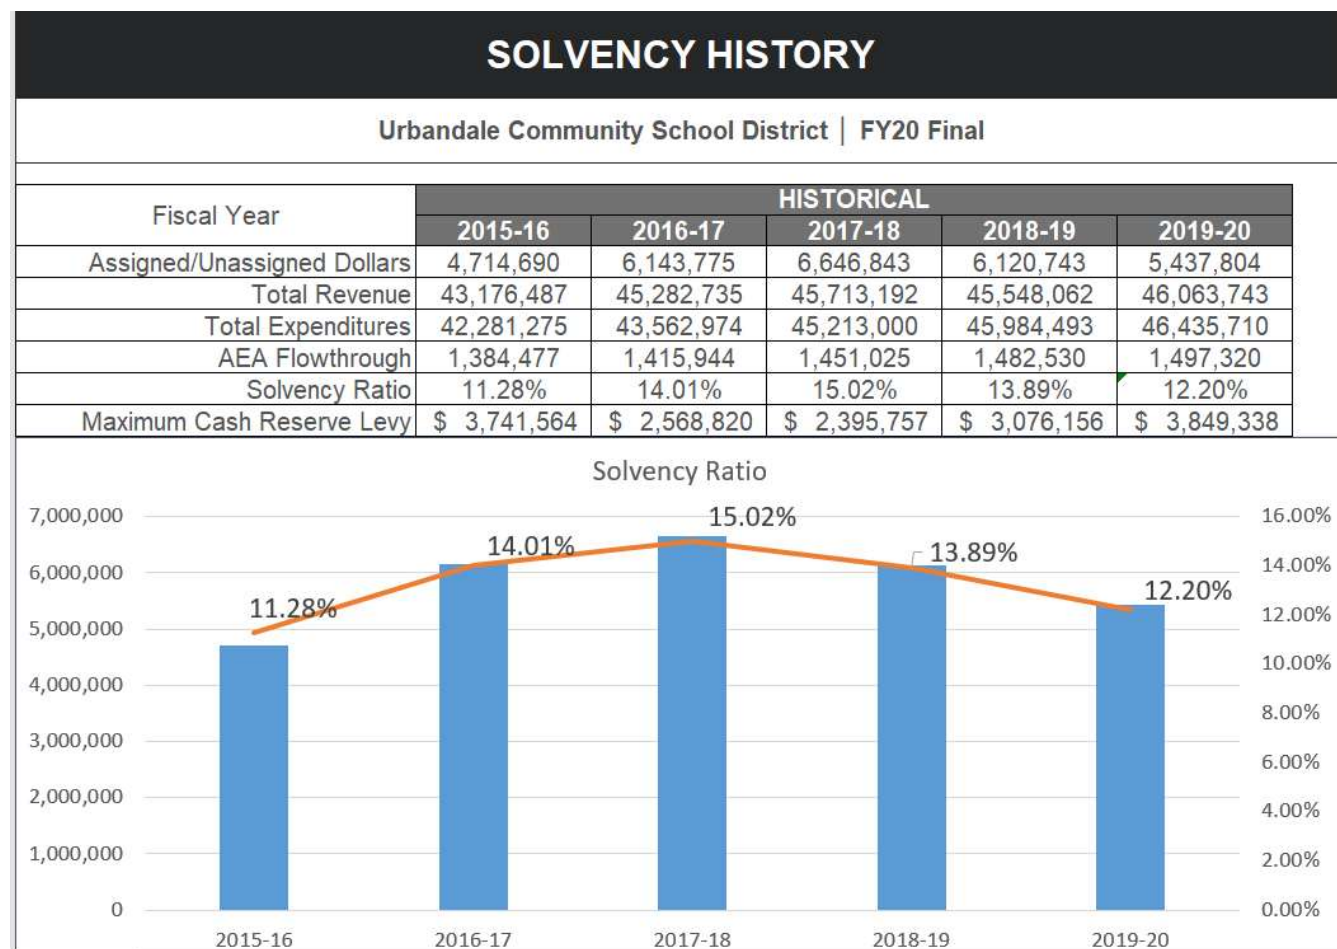 SOLVENCY HISTORY
Urbandale Community School District | FY20 Final
Fiscal Year
HISTORICAL
2015-16 2016-17 2017-18 2018-19 2019-20
Assigned/Unassigned Dollars 4,714,690 6,143,775 6,646,843 6,120,743 5,437,804
Total Revenue 43,176,487 45,282,735 45,713,192 45,548,062 46,063,743
Total Expenditures 42,281,275 43,562,974 45,213,000 45,984,493 46,435,710
AEA Flowthrough 1,384,477 1,415,944 1,451,025 1,482,530 1,497,320
Solvency Ratio 11.28% 14.01% 15.02% 13.89% 12.20%
Maximum Cash Reserve Levy $ 3,741,564 $ 2,568,820 $ 2,395,757 $ 3,076,156 $ 3,849,338
Solvency Ratio
7,000,000 15.02% 16.00%
14.01% 13.89%
6,000,000 14.00%
11.28% 12.20%
5,000,000 12.00%
10.00%
4,000,000
8.00%
3,000,000
6.00%
2,000,000 4.00%
1,000,000 2.00%
0 0.00%
2015-16 2016-17 2017-18 2018-19 2019-20